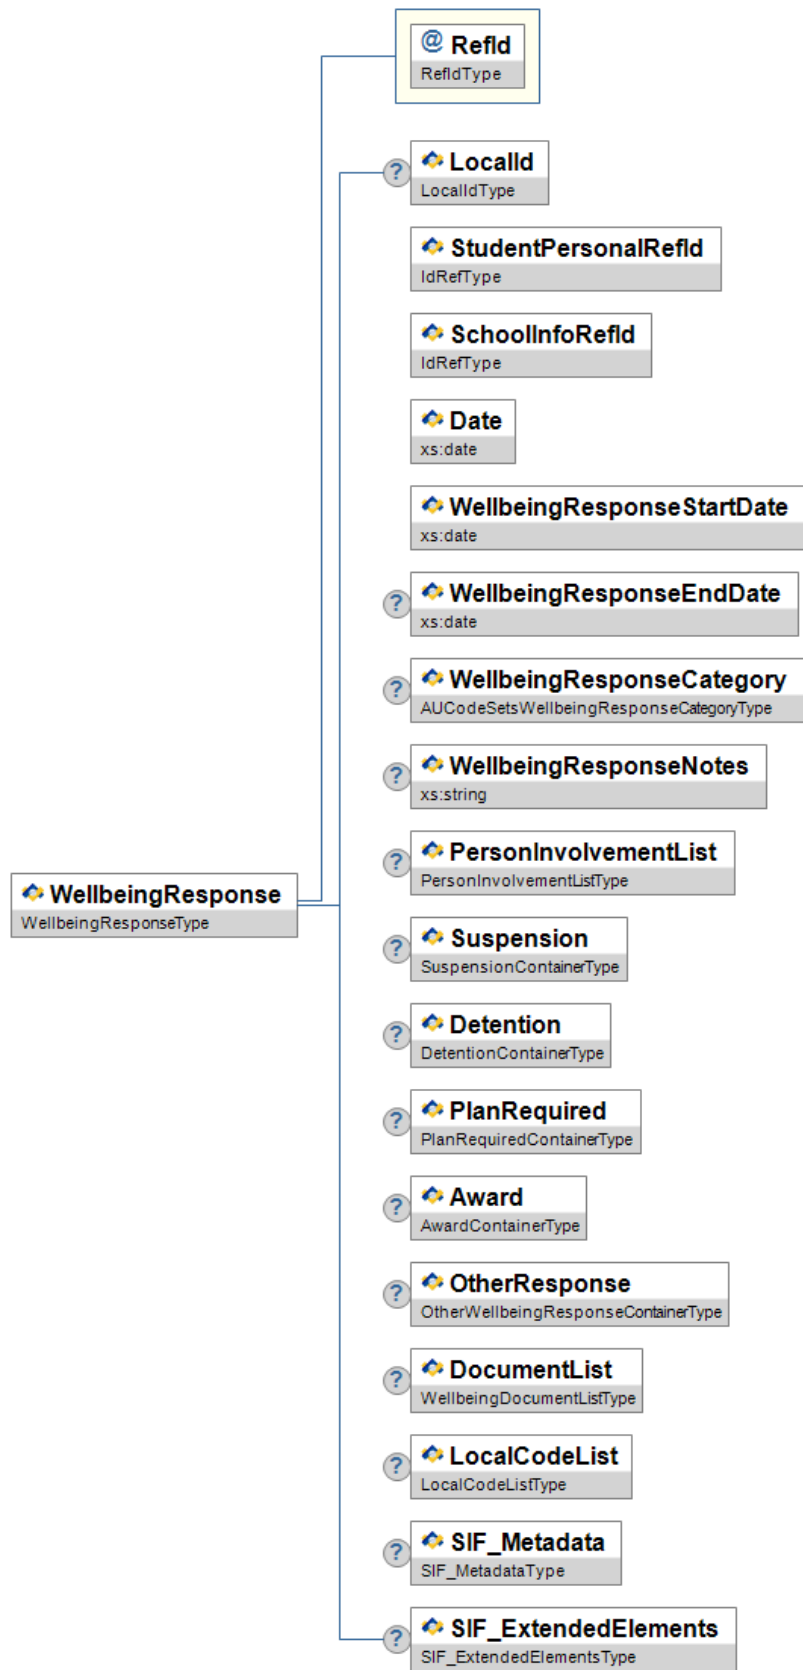 @ RefId
RefIdType
? LocalId
LocalIdType
StudentPersonalRefId
IdRefType
SchoolInfoRefId
IdRefType
Date
xs:date
WellbeingResponseStartDate
xs:date
? WellbeingResponseEndDate
xs:date
? WellbeingResponseCategory
AUCodeSetsWellbeingResponseCategoryType
? WellbeingResponseNotes
xs:string
? PersonInvolvementList
PersonInvolvementListType
WellbeingResponse
WellbeingResponseType
? Suspension
SuspensionContainerType
? Detention
DetentionContainerType
? PlanRequired
PlanRequiredContainerType
? Award
AwardContainerType
? OtherResponse
OtherWellbeingResponseContainerType
? DocumentList
WellbeingDocumentListType
? LocalCodeList
LocalCodeListType
? SIF_Metadata
SIF_MetadataType
? SIF_ExtendedElements
SIF_ExtendedElementsType